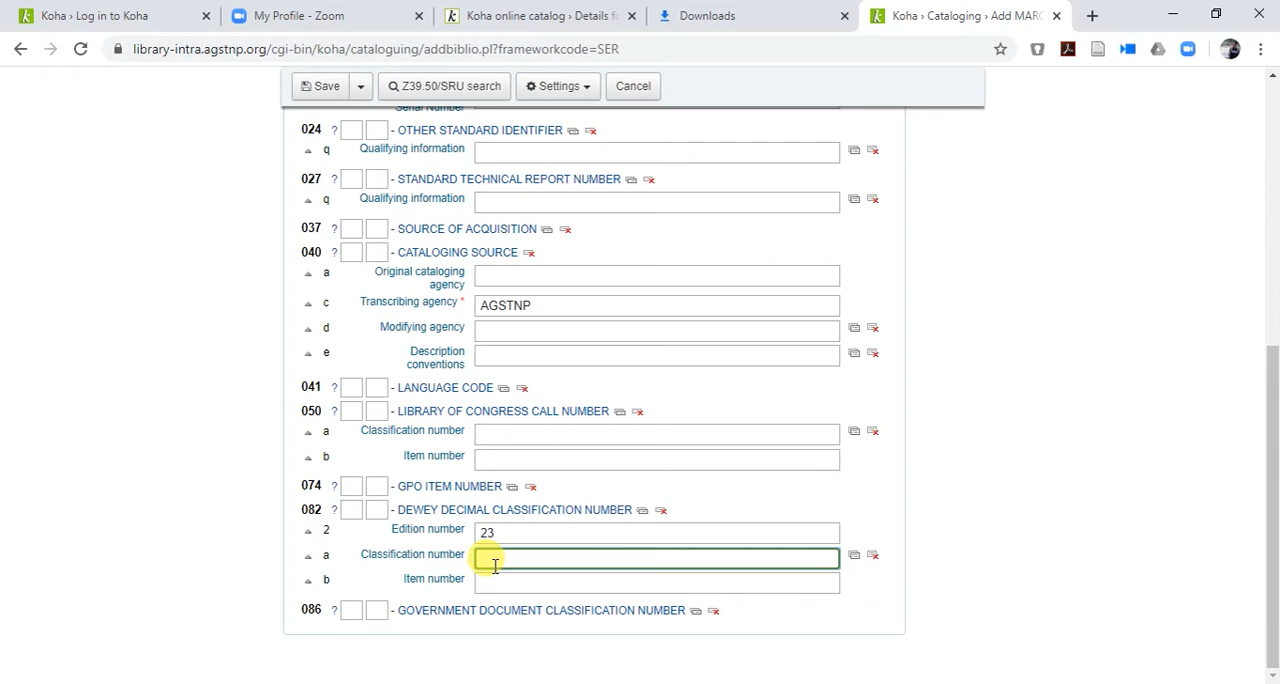 Koha › Log in to Koha
My Profile - Zoom
Koha online catalog › Details fo
Downloads
Koha › Cataloging › Add MARC
library-intra.agstnp.org/cgi-bin/koha/cataloguing/addbiblio.pl?frameworkcode=SER
Save
Z39.50/SRU search
Settings
Cancel
Serial Number
024 ? - OTHER STANDARD IDENTIFIER
q Qualifying information
027 ? - STANDARD TECHNICAL REPORT NUMBER
q Qualifying information
037 ? - SOURCE OF ACQUISITION
040 ? - CATALOGING SOURCE
a Original cataloging
agency
c Transcribing agency * AGSTNP
d Modifying agency
e Description
conventions
041 ? - LANGUAGE CODE
050 ? - LIBRARY OF CONGRESS CALL NUMBER
a Classification number
b Item number
074 ? - GPO ITEM NUMBER
082 ? - DEWEY DECIMAL CLASSIFICATION NUMBER
2 Edition number 23
a Classification number
b Item number
086 ? - GOVERNMENT DOCUMENT CLASSIFICATION NUMBER